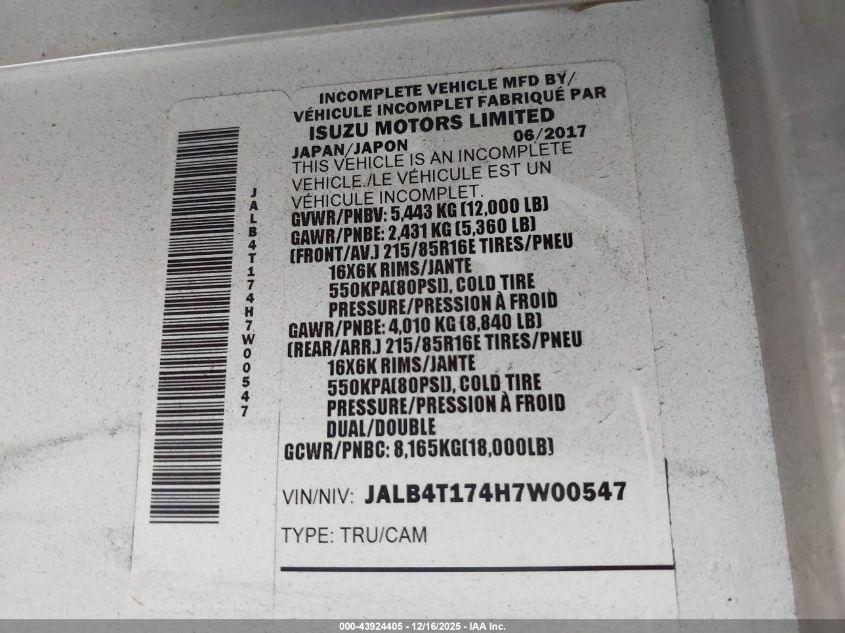 INCOMPLETE VEHICLE MFD BY/
VÉHICULE INCOMPLET FABRIQUÉ PAR
ISUZU MOTORS LIMITED
JAPAN/JAPON 06/2017
THIS VEHICLE IS AN INCOMPLETE
VEHICLE./LE VÉHICULE EST UN
VÉHICULE INCOMPLET.
GVWR/PNBV: 5,443 KG (12,000 LB)
GAWR/PNBE: 2,431 KG (5,360 LB)
(FRONT/AV.) 215/85R16E TIRES/PNEU
16X6K RIMS/JANTE
550KPA(80PSI), COLD TIRE
PRESSURE/PRESSION À FROID
GAWR/PNBE: 4,010 KG (8,840 LB)
(REAR/ARR.) 215/85R16E TIRES/PNEU
16X6K RIMS/JANTE
550KPA(80PSI), COLD TIRE
PRESSURE/PRESSION À FROID
DUAL/DOUBLE
GCWR/PNBC: 8,165KG(18,000LB)
VIN/NIV: JALB4T174H7W00547
TYPE: TRU/CAM
JALB4T174H7W00547
000-43924405 - 12/16/2025 - IAA Inc.